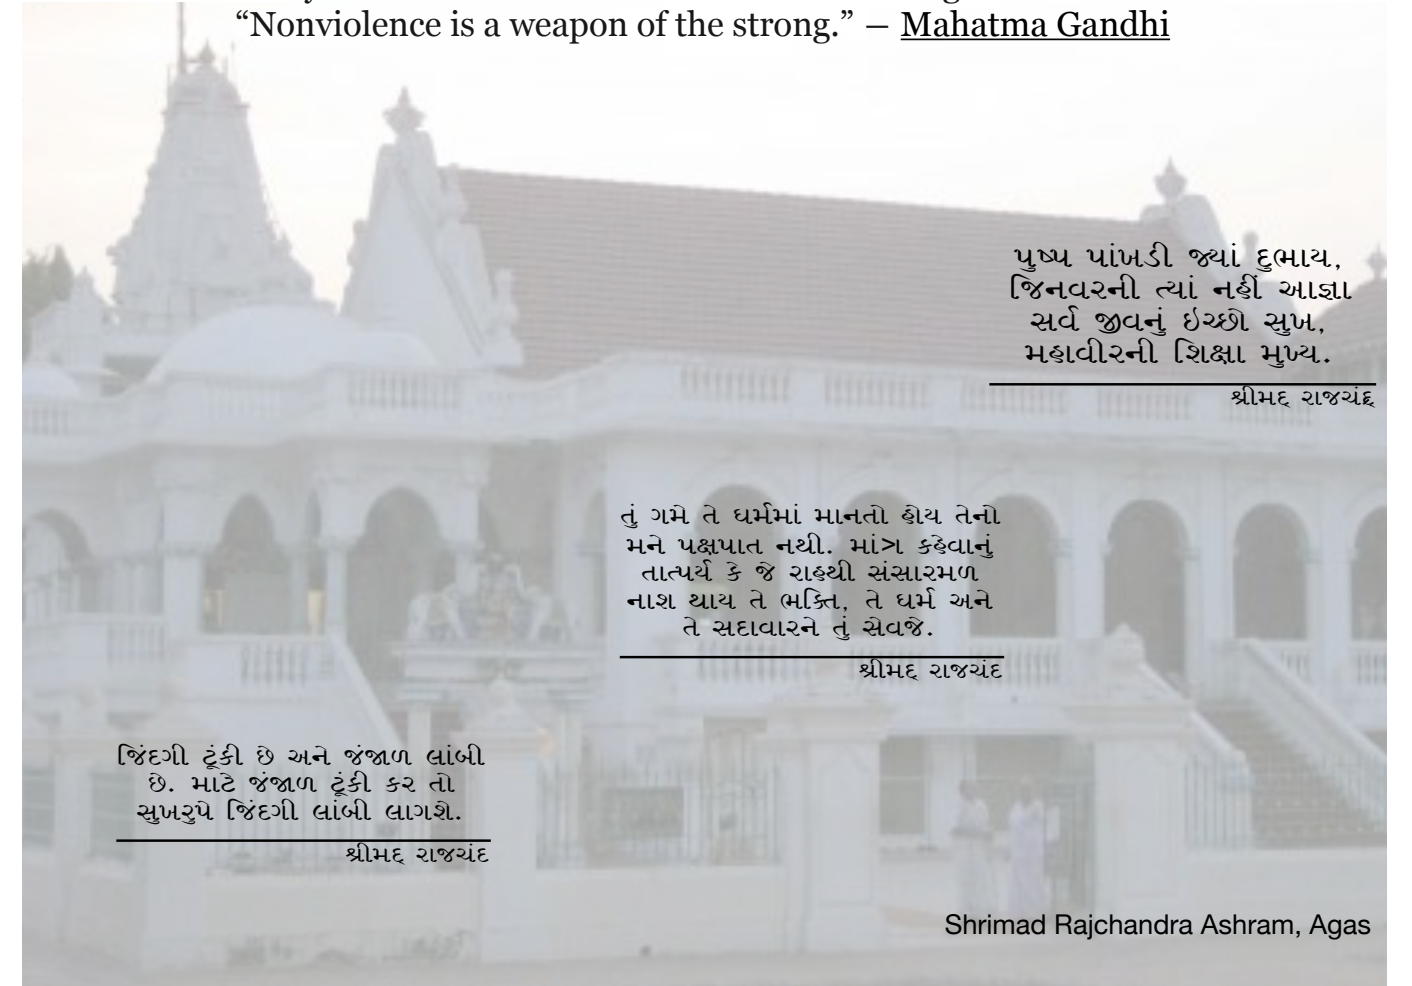 “Nonviolence is a weapon of the strong.” — Mahatma Gandhi
પુષ્પ પાંખડી જ્યાં દુભાય,
જિનવરની ત્યાં નહીં આજ્ઞા
સર્વ જીવનું ઇચ્છો સુખ,
મહાવીરની શિક્ષા મુખ્ય.
શ્રીમદ્ રાજચંદ્ર
તું ગમે તે ઘર્મમાં માનતો હોય તેનો
મને પક્ષપાત નથી. માં>ગ કહેવાનું
તાત્પર્ય કે જે રાહથી સંસારમળ
નાશ થાય તે ભક્તિ, તે ઘર્મ અને
તે સદાવારને તું સેવજે.
શ્રીમદ્ રાજચંદ
જિંદગી ટૂંકી છે અને જંજાળ લાંબી
છે. માટે જંજાળ ટૂંકી કર તો
સુખરુપે જિંદગી લાંબી લાગશે.
શ્રીમદ્ રાજચંદ
Shrimad Rajchandra Ashram, Agas